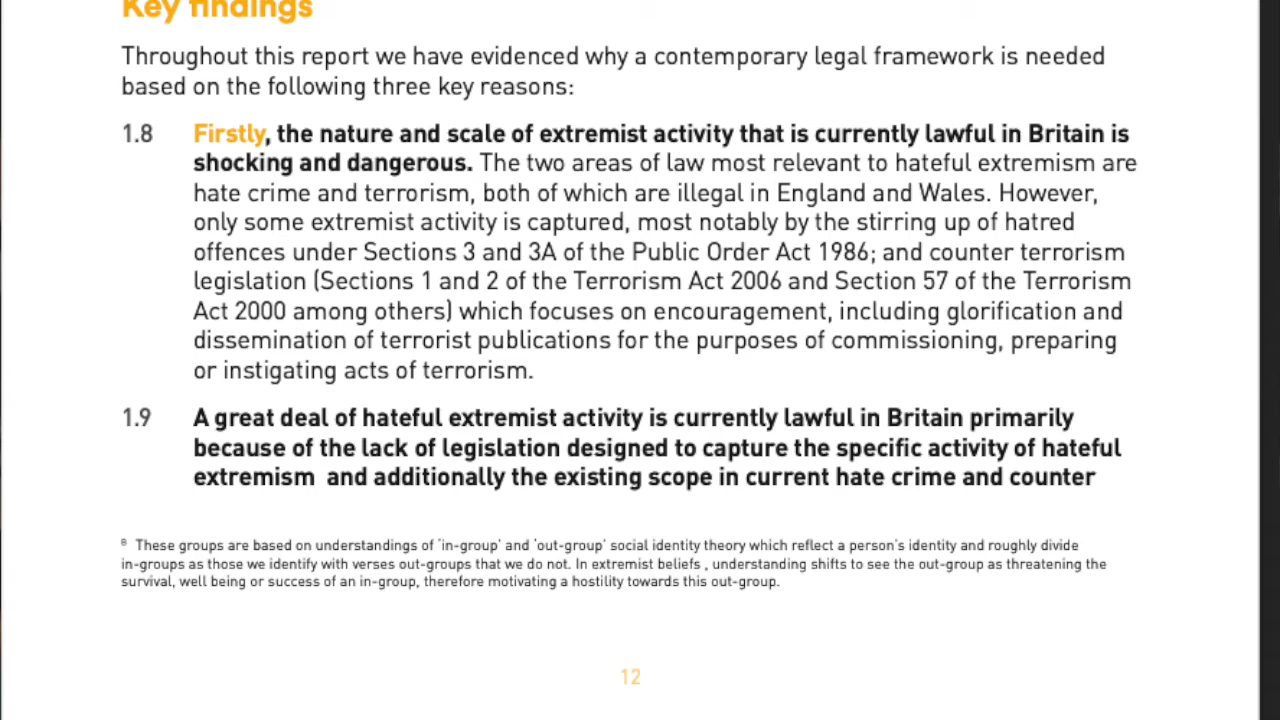 Key findings
Throughout this report we have evidenced why a contemporary legal framework is needed
based on the following three key reasons:
1.8 Firstly, the nature and scale of extremist activity that is currently lawful in Britain is
shocking and dangerous. The two areas of law most relevant to hateful extremism are
hate crime and terrorism, both of which are illegal in England and Wales. However,
only some extremist activity is captured, most notably by the stirring up of hatred
offences under Sections 3 and 3A of the Public Order Act 1986; and counter terrorism
legislation (Sections 1 and 2 of the Terrorism Act 2006 and Section 57 of the Terrorism
Act 2000 among others) which focuses on encouragement, including glorification and
dissemination of terrorist publications for the purposes of commissioning, preparing
or instigating acts of terrorism.
1.9 A great deal of hateful extremist activity is currently lawful in Britain primarily
because of the lack of legislation designed to capture the specific activity of hateful
extremism  and additionally the existing scope in current hate crime and counter
8 These groups are based on understandings of 'in-group' and 'out-group' social identity theory which reflect a person's identity and roughly divide
in-groups as those we identify with verses out-groups that we do not. In extremist beliefs , understanding shifts to see the out-group as threatening the
survival, well being or success of an in-group, therefore motivating a hostility towards this out-group.
12